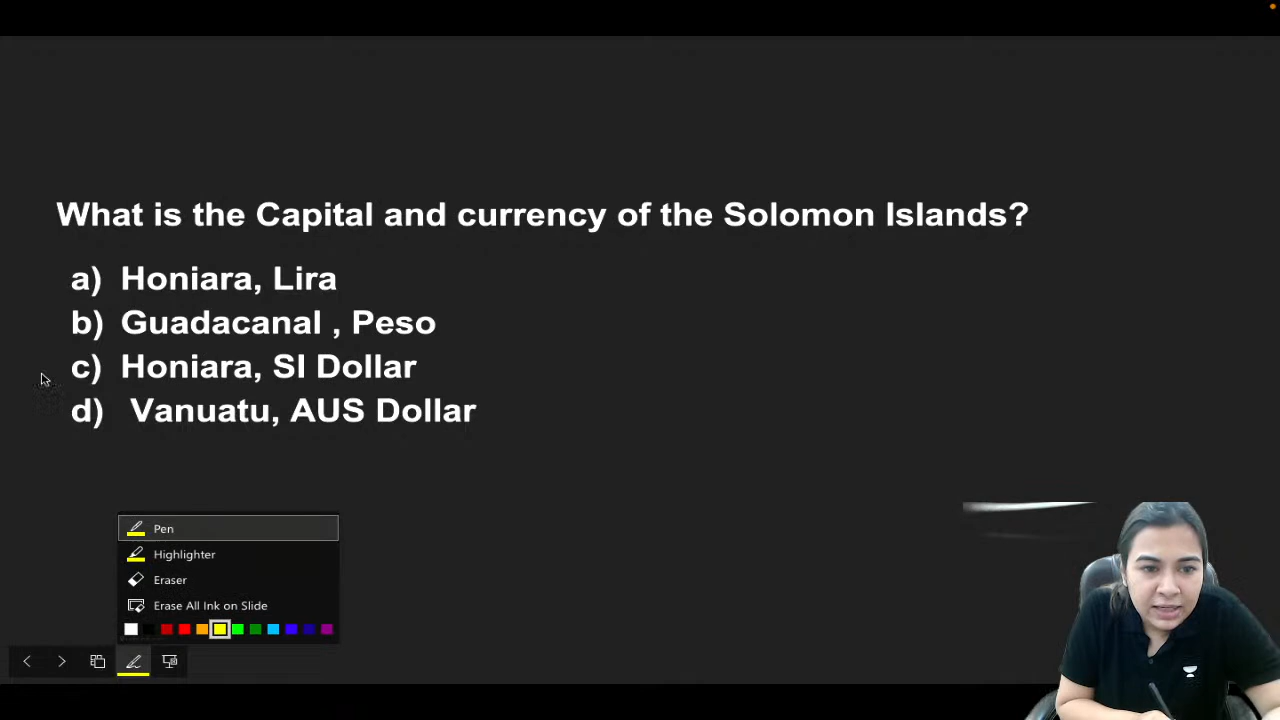 What is the Capital and currency of the Solomon Islands?
a) Honiara, Lira
b) Guadacanal , Peso
c) Honiara, SI Dollar
d) Vanuatu, AUS Dollar
Pen
Highlighter
Eraser
Erase All Ink on Slide